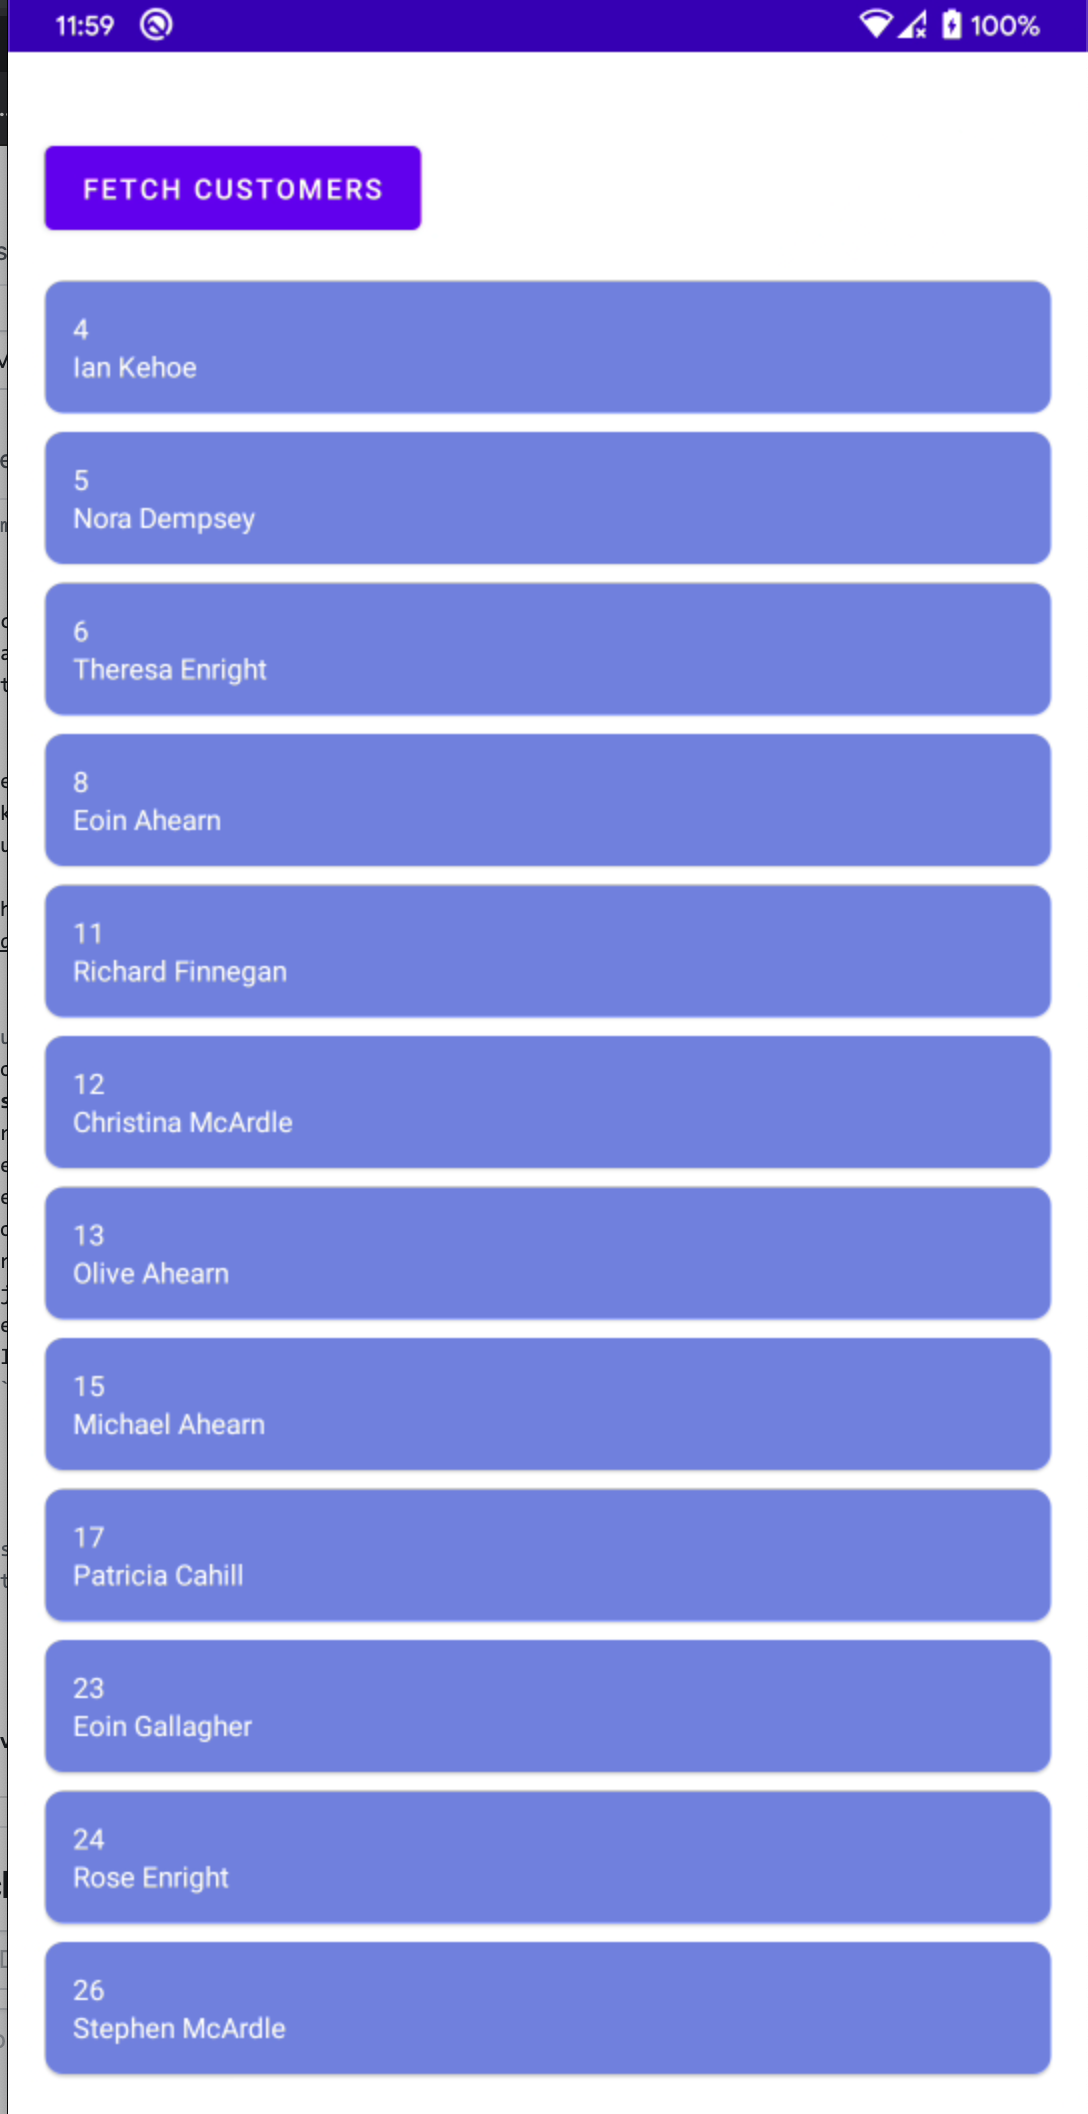 11:59
100%
FETCH CUSTOMERS
4
Ian Kehoe
5
Nora Dempsey
6
Theresa Enright
8
Eoin Ahearn
11
Richard Finnegan
12
Christina McArdle
13
Olive Ahearn
15
Michael Ahearn
17
Patricia Cahill
23
Eoin Gallagher
24
Rose Enright
26
Stephen McArdle